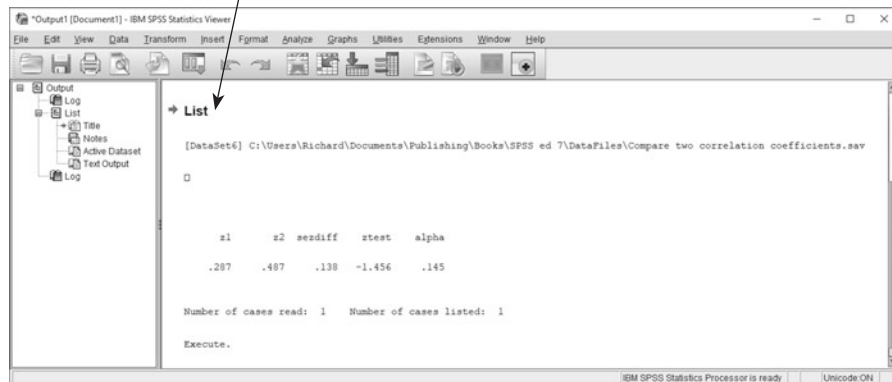 *Output1 [Document1] - IBM SPSS Statistics Viewer
File Edit View Data Transform Insert Format Analyze Graphs Utilities Extensions Window Help
Output
Log
List
Title
Notes
Active Dataset
Text Output
Log
List
[DataSet6] C:\Users\Richard\Documents\Publishing\Books\SPSS ed 7\DataFiles\Compare two correlation coefficients.sav
z1 z2 sezdiff ztest alpha
.287 .487 .138 -1.456 .145
Number of cases read: 1 Number of cases listed: 1
Execute.
IBM SPSS Statistics Processor is ready Unicode:ON